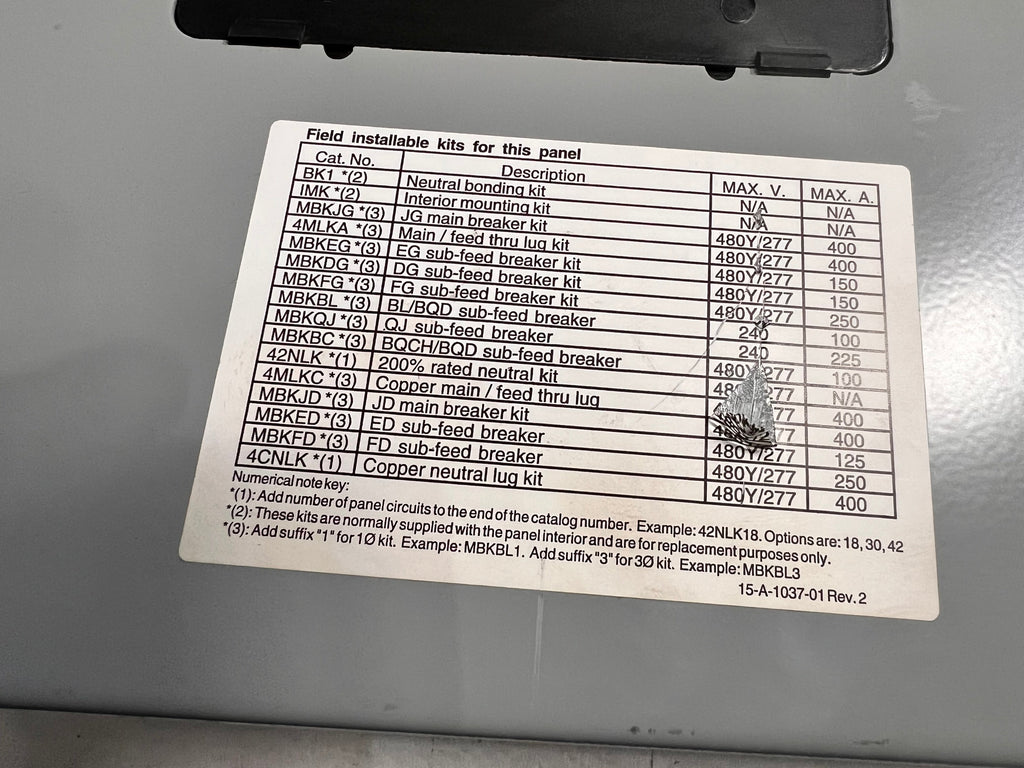 Field installable kits for this panel
Cat. No. Description MAX. V. MAX. A.
BK1 *(2) Neutral bonding kit N/A N/A
IMK *(2) Interior mounting kit N/A N/A
MBKJG *(3) JG main breaker kit 480Y/277 400
4MLKA *(3) Main / feed thru lug kit 480Y/277 400
MBKEG *(3) EG sub-feed breaker kit 480Y/277 150
MBKDG *(3) DG sub-feed breaker kit 480Y/277 150
MBKFG *(3) FG sub-feed breaker kit 480Y/277 250
MBKBL *(3) BL/BQD sub-feed breaker 240 100
MBKQJ *(3) QJ sub-feed breaker 240 225
MBKBC *(3) BQCH/BQD sub-feed breaker 480Y/277 100
42NLK *(1) 200% rated neutral kit N/A
4MLKC *(3) Copper main / feed thru lug 400
MBKJD *(3) JD main breaker kit 400
MBKED *(3) ED sub-feed breaker 480Y/277 125
MBKFD *(3) FD sub-feed breaker 480Y/277 250
4CNLK *(1) Copper neutral lug kit 480Y/277 400
Numerical note key:
*(1): Add number of panel circuits to the end of the catalog number. Example: 42NLK18. Options are: 18, 30, 42
*(2): These kits are normally supplied with the panel interior and are for replacement purposes only.
*(3): Add suffix "1" for 1Ø kit. Example: MBKBL1. Add suffix "3" for 3Ø kit. Example: MBKBL3
15-A-1037-01 Rev. 2